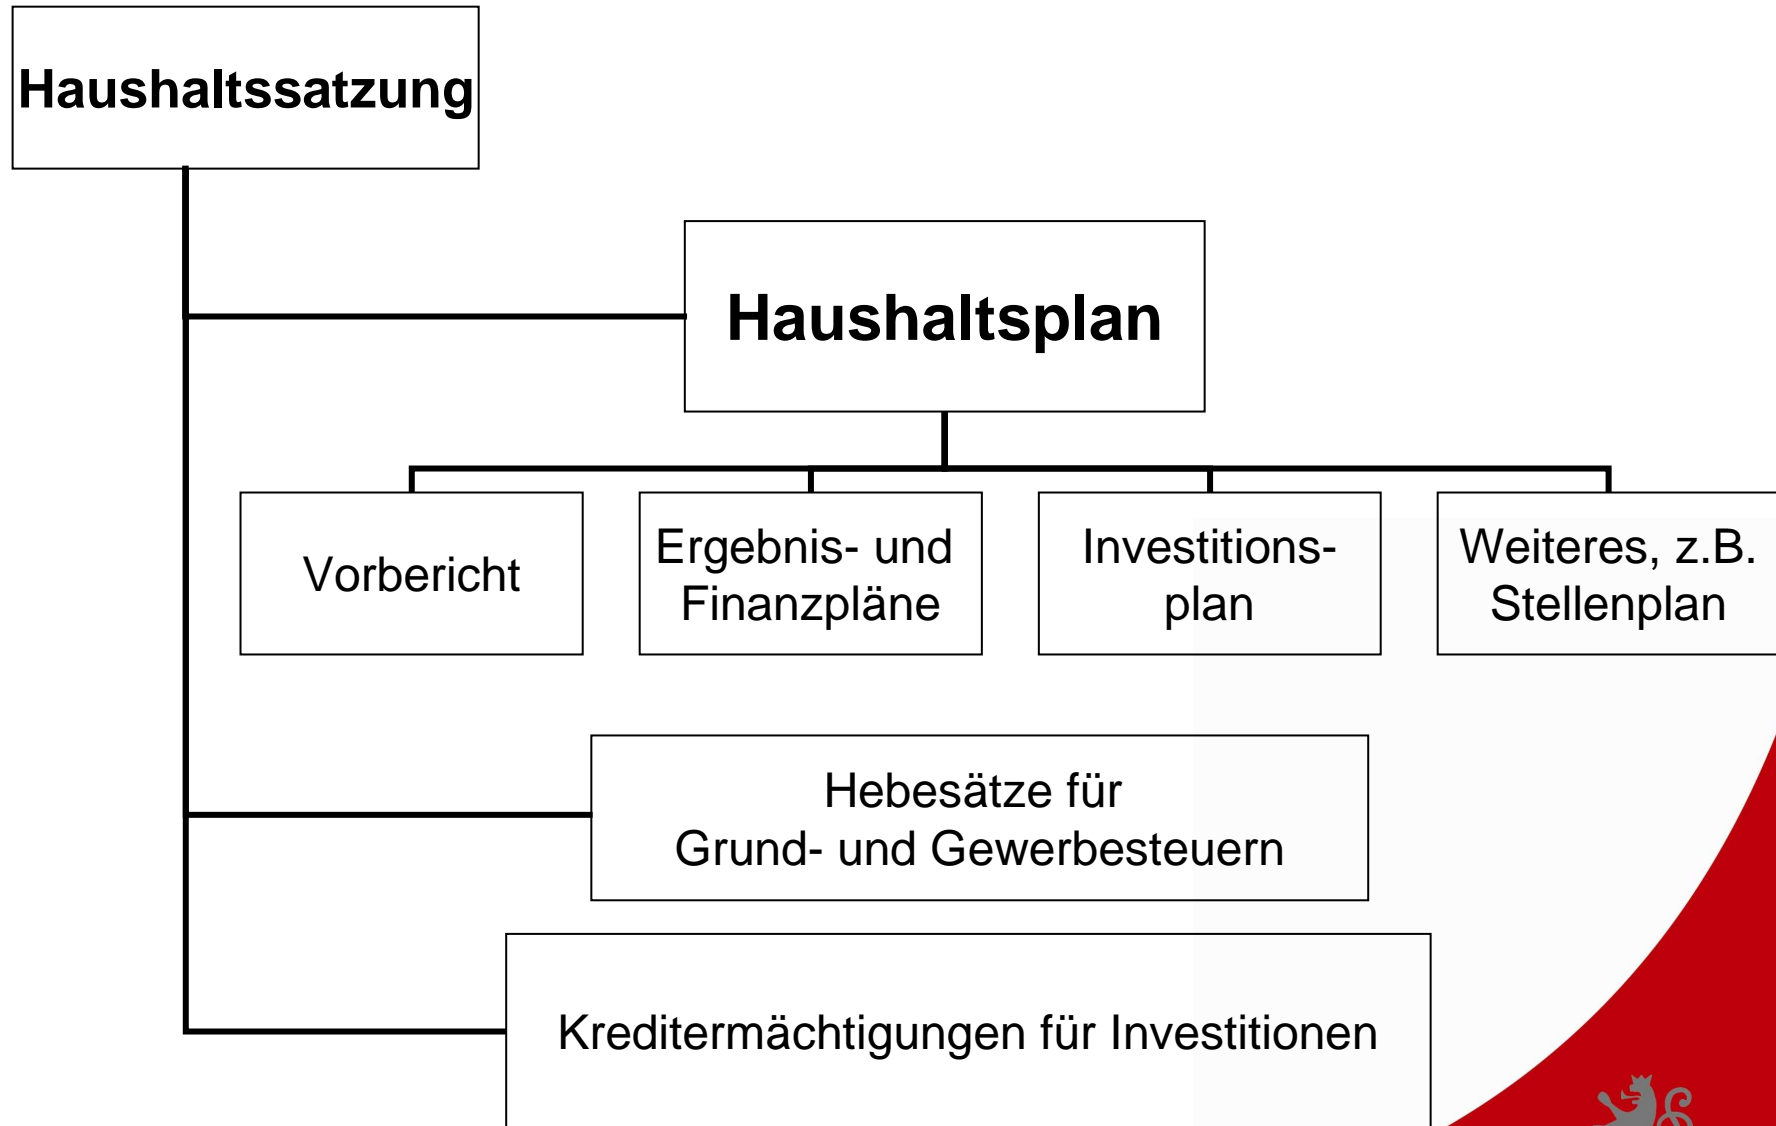 Haushaltssatzung
Haushaltsplan
Vorbericht
Ergebnis- und
Finanzpläne
Investitions-
plan
Weiteres, z.B.
Stellenplan
Hebesätze für
Grund- und Gewerbesteuern
Kreditermächtigungen für Investitionen